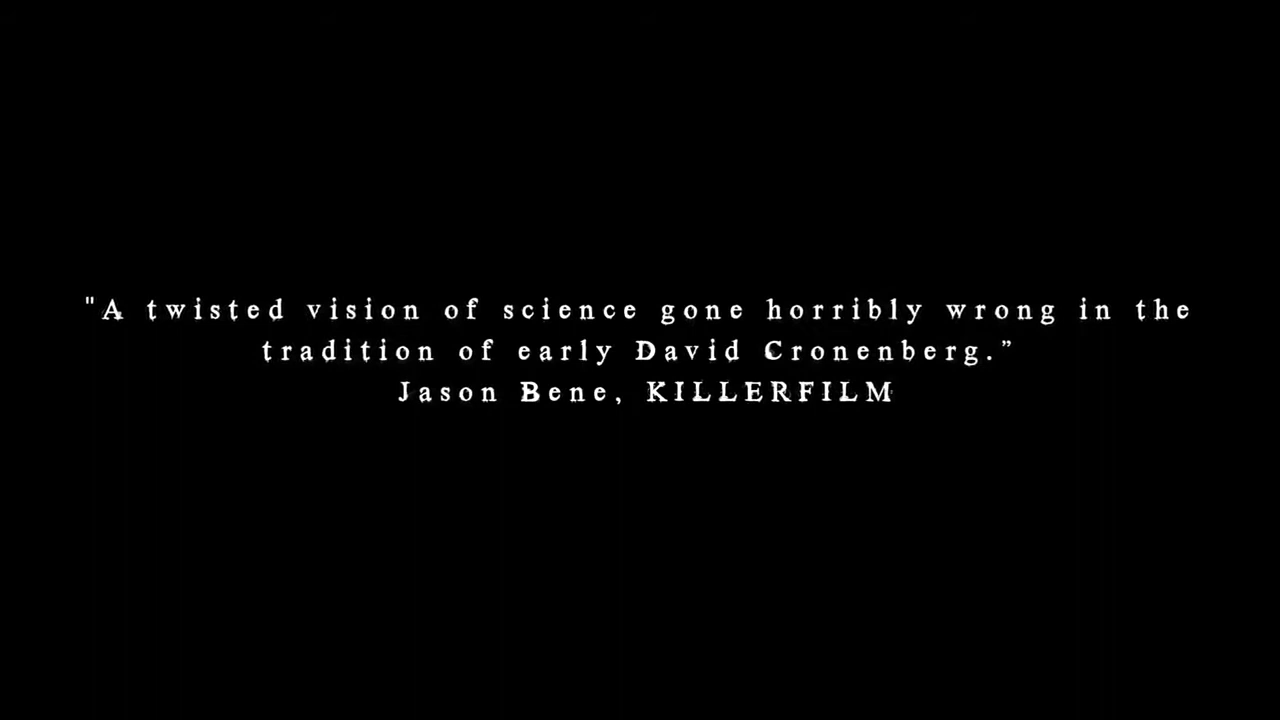 "A twisted vision of science gone horribly wrong in the
tradition of early David Cronenberg.”
Jason Bene, KILLERFILM